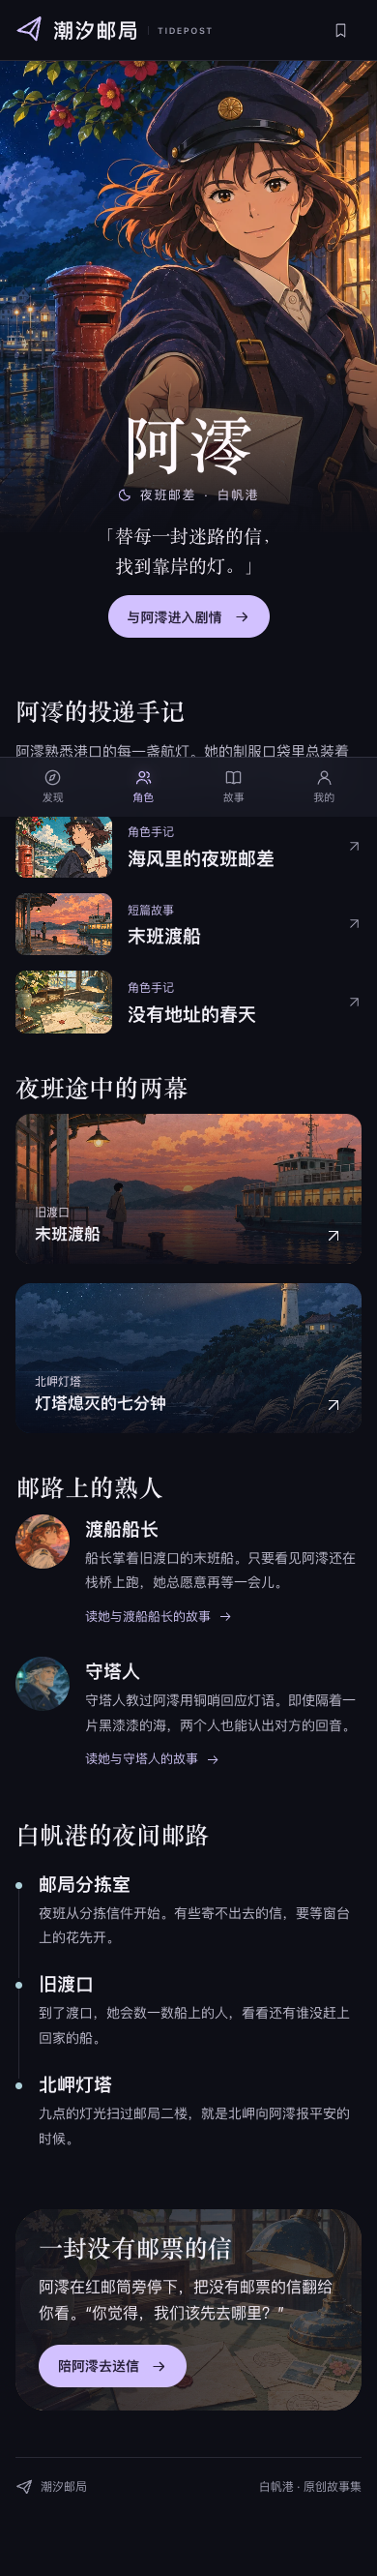 潮汐邮局 TIDEPOST
阿澪
夜班邮差 · 白帆港
「替每一封迷路的信，
找到靠岸的灯。」
与阿澪进入剧情
阿澪的投递手记
阿澪熟悉港口的每一盏航灯。她的制服口袋里总装着
发现 角色 故事 我的
角色手记
海风里的夜班邮差
短篇故事
末班渡船
角色手记
没有地址的春天
夜班途中的两幕
旧渡口
末班渡船
北岬灯塔
灯塔熄灭的七分钟
邮路上的熟人
渡船船长
船长掌着旧渡口的末班船。只要看见阿澪还在
栈桥上跑，她总愿意再等一会儿。
读她与渡船船长的故事
守塔人
守塔人教过阿澪用铜哨回应灯语。即使隔着一
片黑漆漆的海，两个人也能认出对方的回音。
读她与守塔人的故事
白帆港的夜间邮路
邮局分拣室
夜班从分拣信件开始。有些寄不出去的信，要等窗台
上的花先开。
旧渡口
到了渡口，她会数一数船上的人，看看还有谁没赶上
回家的船。
北岬灯塔
九点的灯光扫过邮局二楼，就是北岬向阿澪报平安的
时候。
一封没有邮票的信
阿澪在红邮筒旁停下，把没有邮票的信翻给
你看。“你觉得，我们该先去哪里？”
陪阿澪去送信
潮汐邮局
白帆港 · 原创故事集